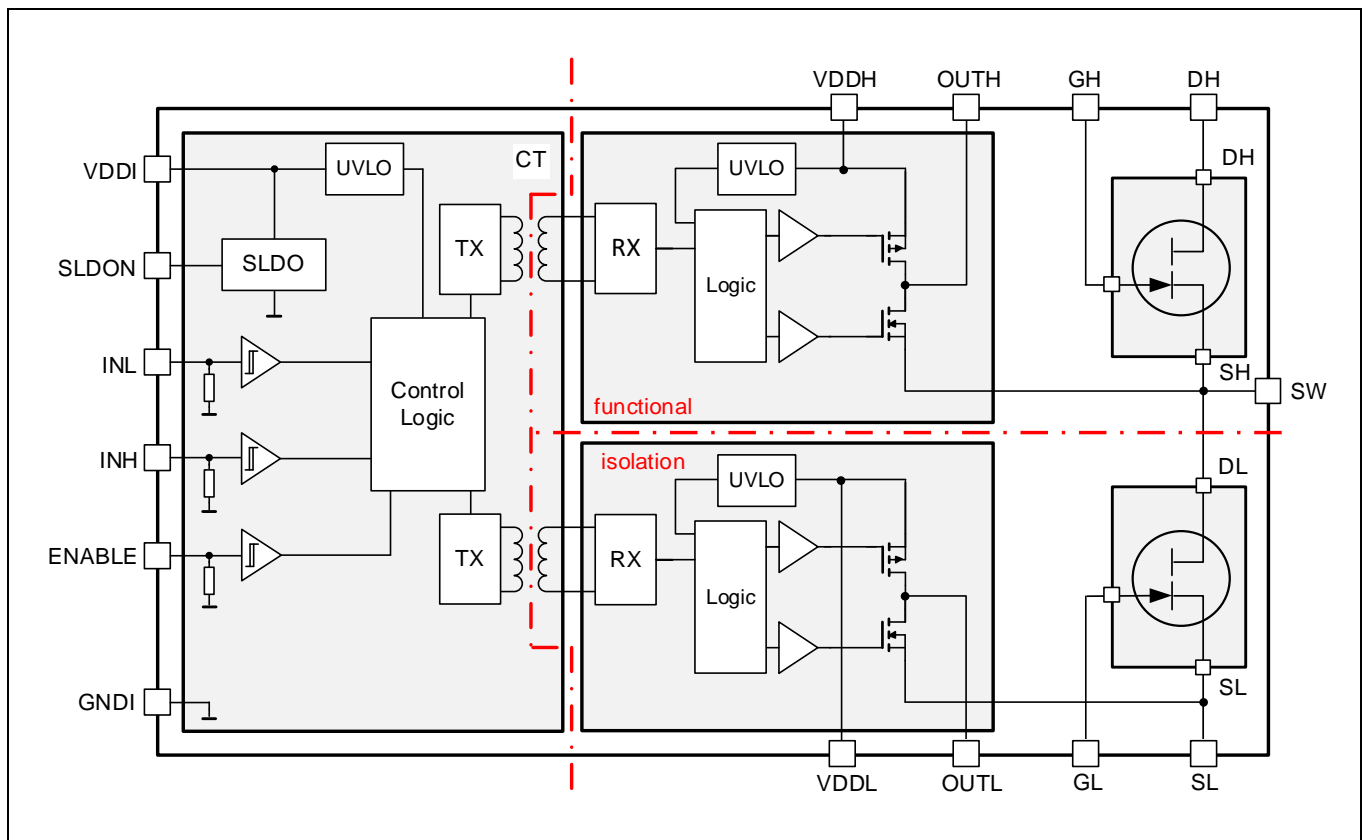 VDDH
OUTH
GH
DH
VDDI
UVLO
CT
UVLO
DH
TX
RX
Logic
SLDON
SLDO
INL
Control
Logic
SH
SW
functional
INH
isolation
UVLO
DL
ENABLE
TX
RX
Logic
GNDI
SL
VDDL
OUTL
GL
SL